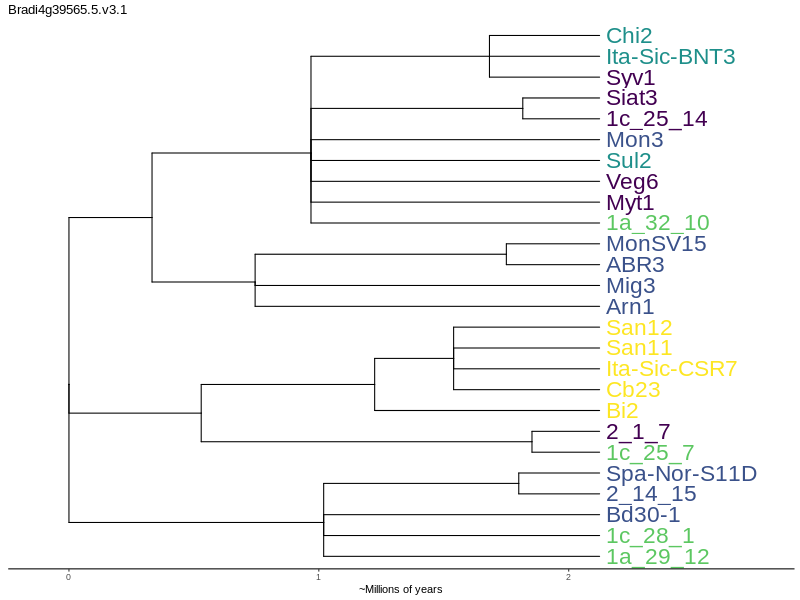 Bradi4g39565.5.v3.1
Chi2
Ita-Sic-BNT3
Syv1
Siat3
1c_25_14
Mon3
Sul2
Veg6
Myt1
1a_32_10
MonSV15
ABR3
Mig3
Arn1
San12
San11
Ita-Sic-CSR7
Cb23
Bi2
2_1_7
1c_25_7
Spa-Nor-S11D
2_14_15
Bd30-1
1c_28_1
1a_29_12
0 1 2
~Millions of years